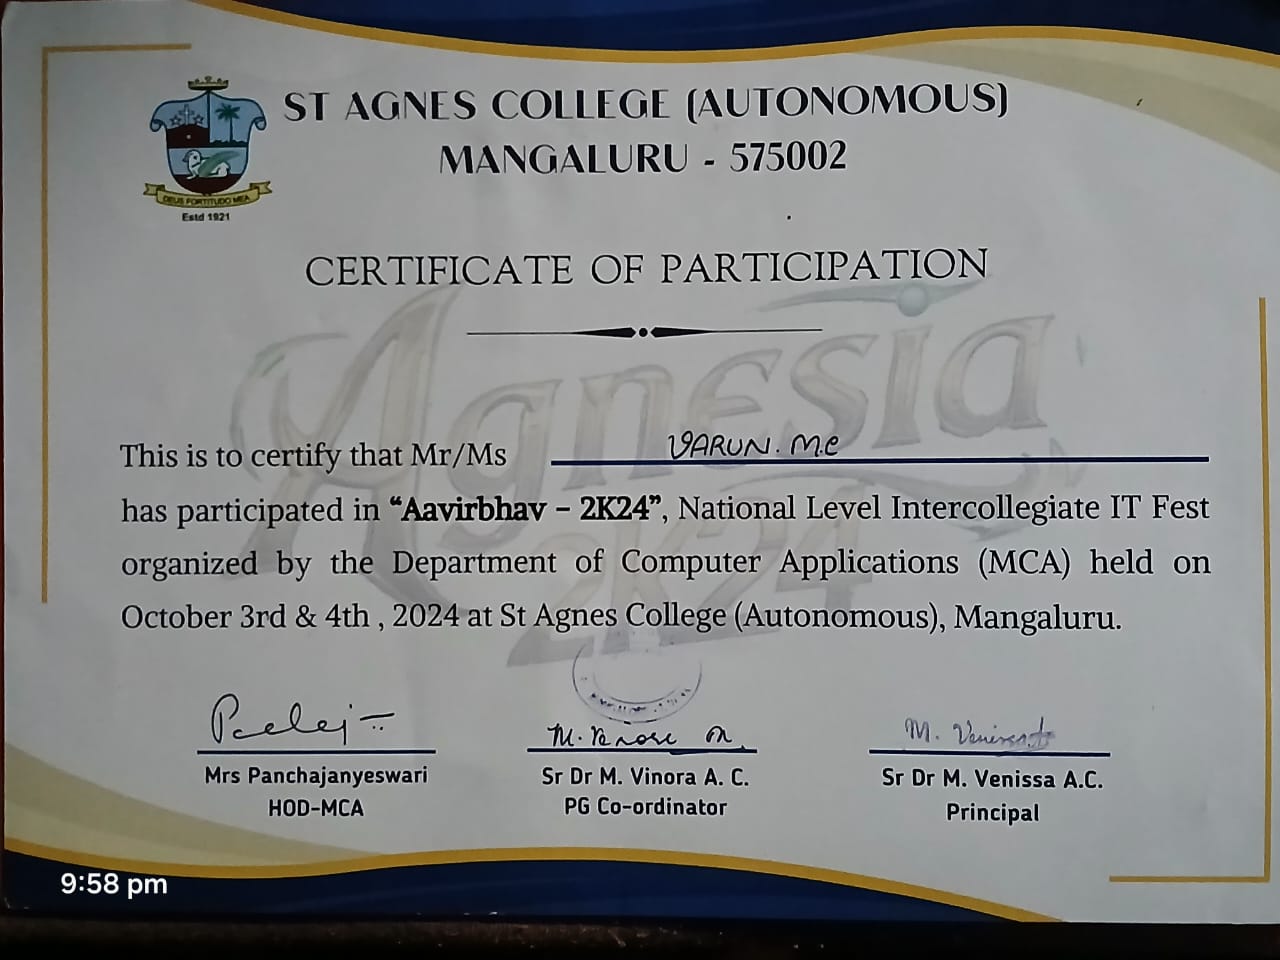 ST AGNES COLLEGE (AUTONOMOUS)
MANGALURU - 575002
DEUS FORTITUDO MEA
Estd 1921
CERTIFICATE OF PARTICIPATION
Agnesia
2K24
This is to certify that Mr/Ms VARUN. M.C
has participated in “Aavirbhav – 2K24”, National Level Intercollegiate IT Fest
organized by the Department of Computer Applications (MCA) held on
October 3rd & 4th , 2024 at St Agnes College (Autonomous), Mangaluru.
Mrs Panchajanyeswari
HOD-MCA
Sr Dr M. Vinora A. C.
PG Co-ordinator
Sr Dr M. Venissa A.C.
Principal
9:58 pm